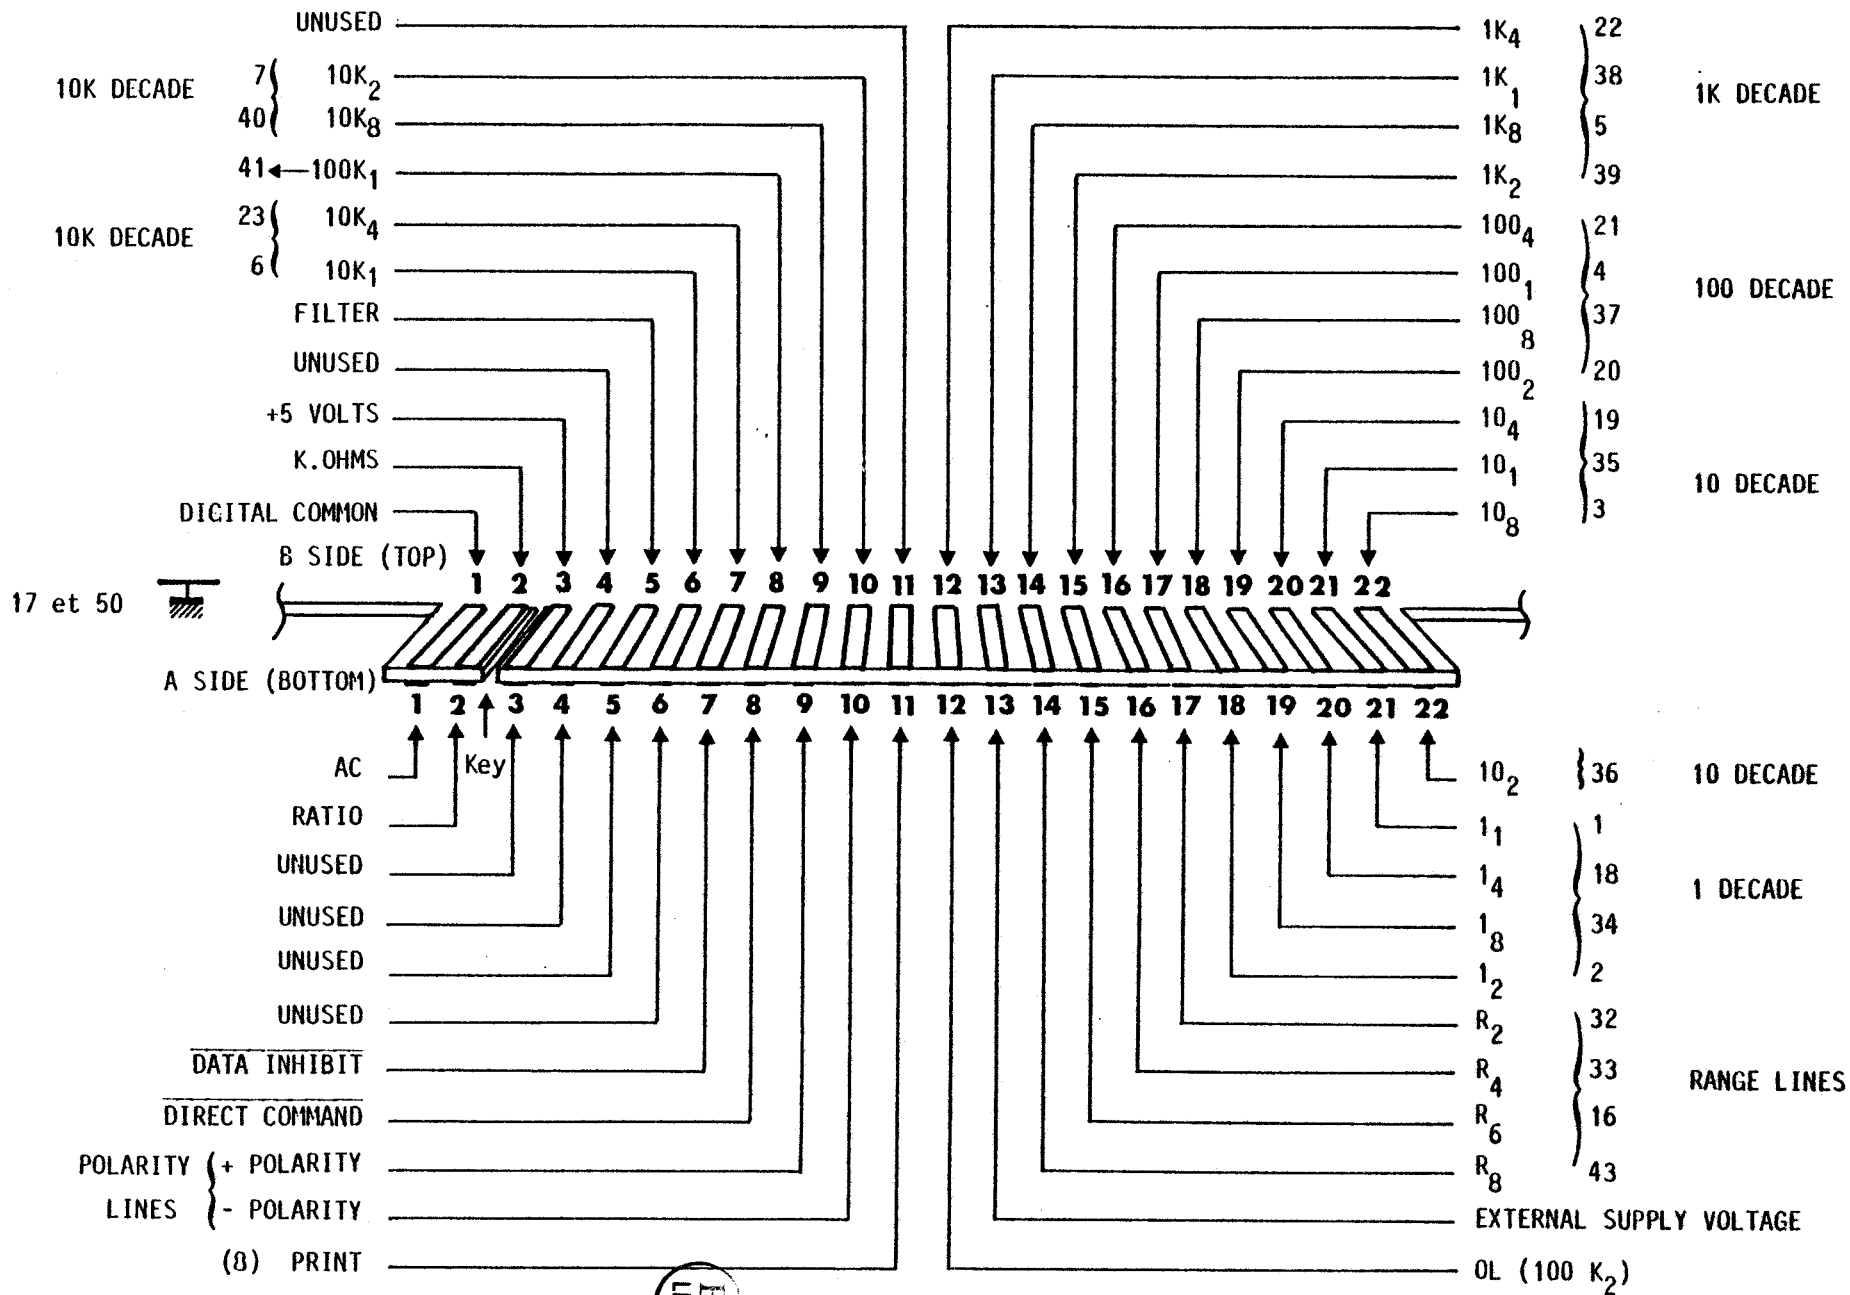 UNUSED
10K DECADE
7 10K2
40 10K8
41 100K1
10K DECADE
23 10K4
6 10K1
FILTER
UNUSED
+5 VOLTS
K.OHMS
DIGITAL COMMON
1K4 22
1K1 38
1K8 5
1K2 39
1K DECADE
1004 21
1001 4
1008 37
1002 20
100 DECADE
104 19
101 35
108 3
10 DECADE
B SIDE (TOP)
1 2 3 4 5 6 7 8 9 10 11 12 13 14 15 16 17 18 19 20 21 22
17 et 50
A SIDE (BOTTOM)
1 2 3 4 5 6 7 8 9 10 11 12 13 14 15 16 17 18 19 20 21 22
Key
AC
RATIO
UNUSED
UNUSED
UNUSED
UNUSED
DATA INHIBIT
DIRECT COMMAND
POLARITY LINES
+ POLARITY
- POLARITY
(8) PRINT
102 36
10 DECADE
11 1
14 18
18 34
12 2
1 DECADE
R2 32
R4 33
R6 16
R8 43
RANGE LINES
EXTERNAL SUPPLY VOLTAGE
OL (100 K2)